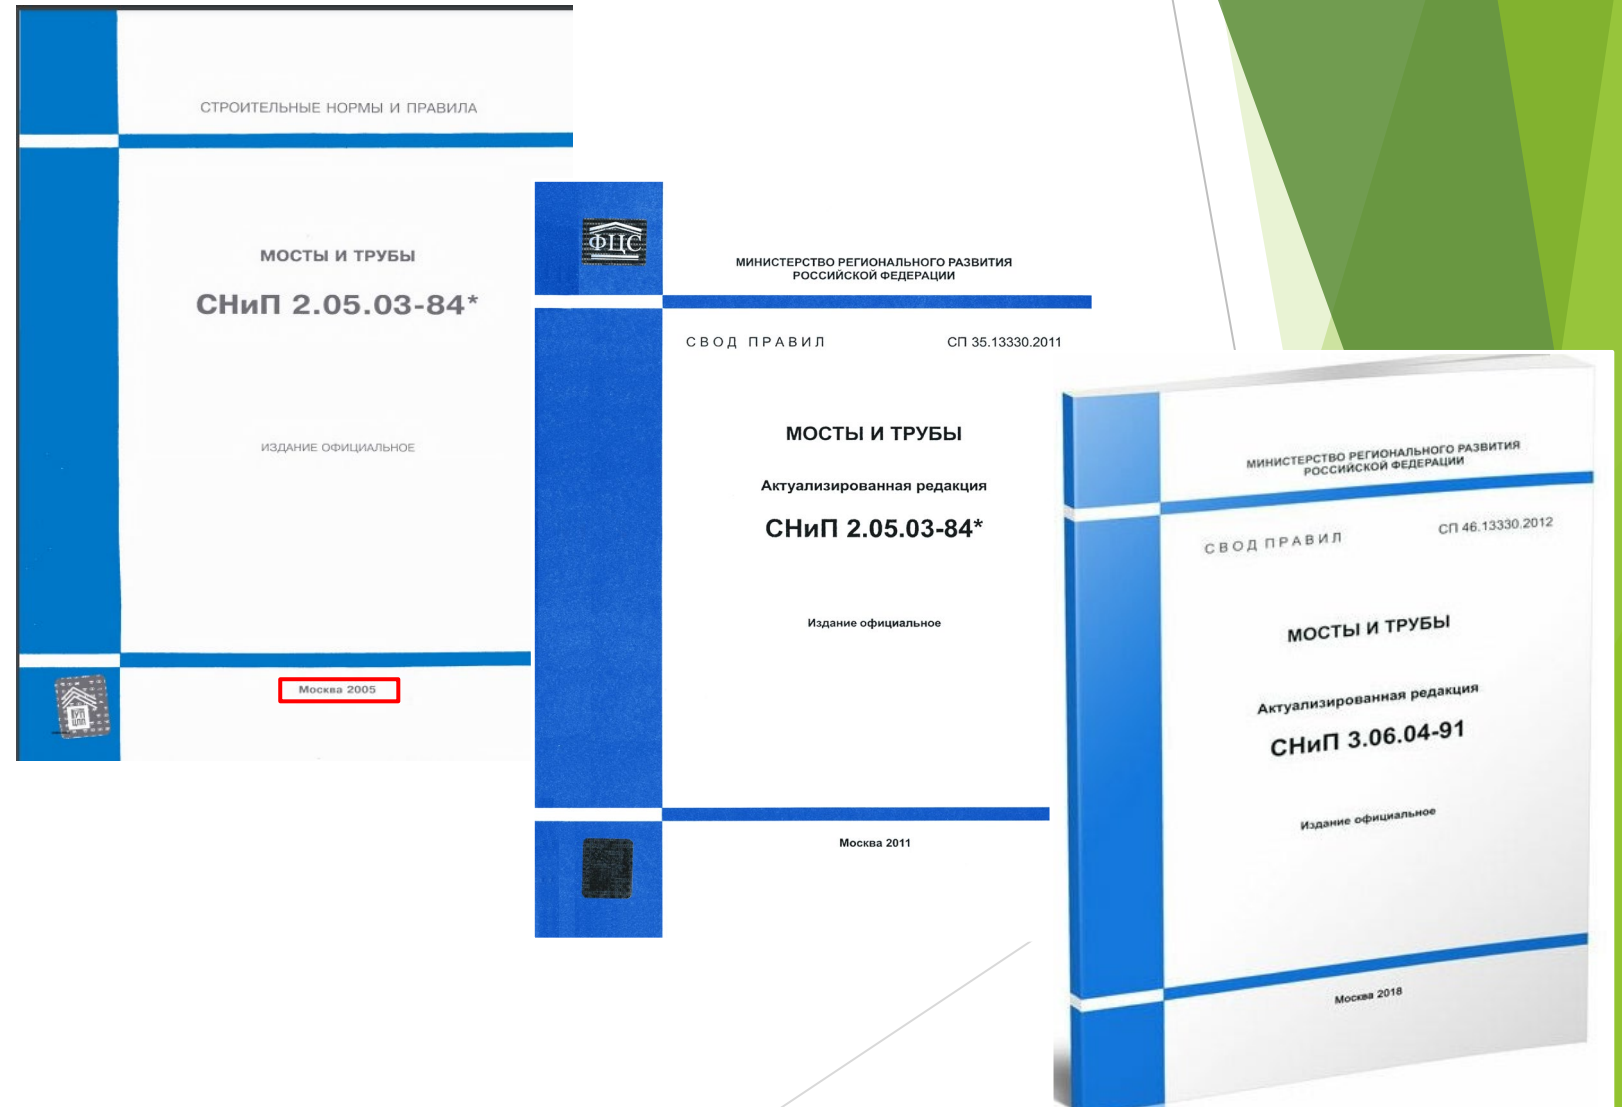 СТРОИТЕЛЬНЫЕ НОРМЫ И ПРАВИЛА
МОСТЫ И ТРУБЫ
СНиП 2.05.03-84*
ИЗДАНИЕ ОФИЦИАЛЬНОЕ
Москва 2005
ФЦС
МИНИСТЕРСТВО РЕГИОНАЛЬНОГО РАЗВИТИЯ
РОССИЙСКОЙ ФЕДЕРАЦИИ
СВОД ПРАВИЛ СП 35.13330.2011
МОСТЫ И ТРУБЫ
Актуализированная редакция
СНиП 2.05.03-84*
Издание официальное
Москва 2011
МИНИСТЕРСТВО РЕГИОНАЛЬНОГО РАЗВИТИЯ
РОССИЙСКОЙ ФЕДЕРАЦИИ
СВОД ПРАВИЛ СП 46.13330.2012
МОСТЫ И ТРУБЫ
Актуализированная редакция
СНиП 3.06.04-91
Издание официальное
Москва 2018